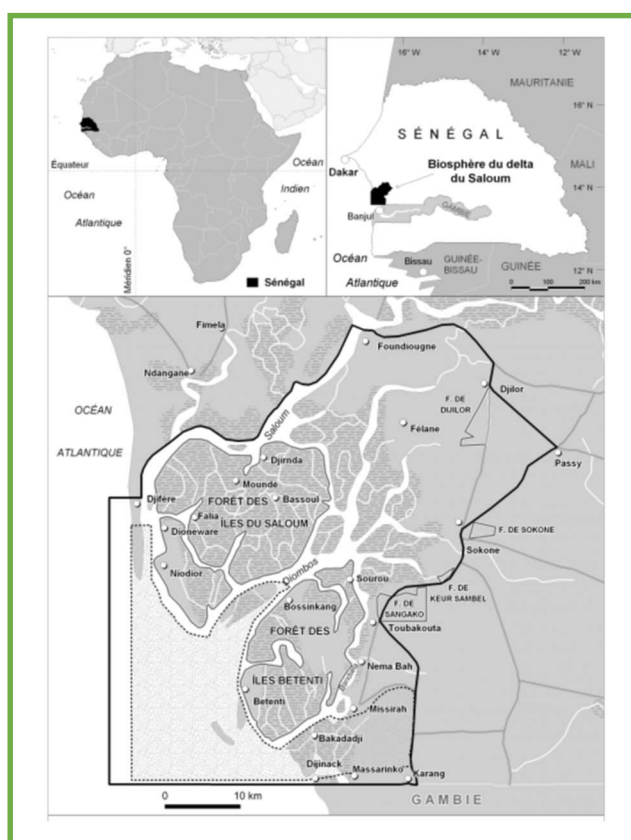 Équateur
Océan
Atlantique
Méridien 0°
Océan
Indien
Sénégal
16° W
14° W
12° W
MAURITANIE
16° N
SÉNÉGAL
Dakar
Biosphère du delta
du Saloum
MALI
14° N
Banjul
GAMBIE
Océan
Atlantique
Bissau
GUINÉE-
BISSAU
GUINÉE
12° N
0
100
200 km
Fimela
Ndangane
OCÉAN
ATLANTIQUE
Saloum
Foundiougne
Djilor
F. DE
DJILOR
Félane
Passy
Djirnda
Moundé
Bassoul
Djifère
FORÊT DES
ÎLES DU SALOUM
Falia
Dioneware
Niodior
F. DE SOKONE
Sokone
Diombos
Sourou
F. DE
KEUR SAMBEL
F. DE
SANGAKO
Bossinkang
FORÊT DES
Toubakouta
Nema Bah
ÎLES BETENTI
Betenti
Missirah
Bakadadji
Dijinack
Massarinko
Karang
0
10 km
GAMBIE